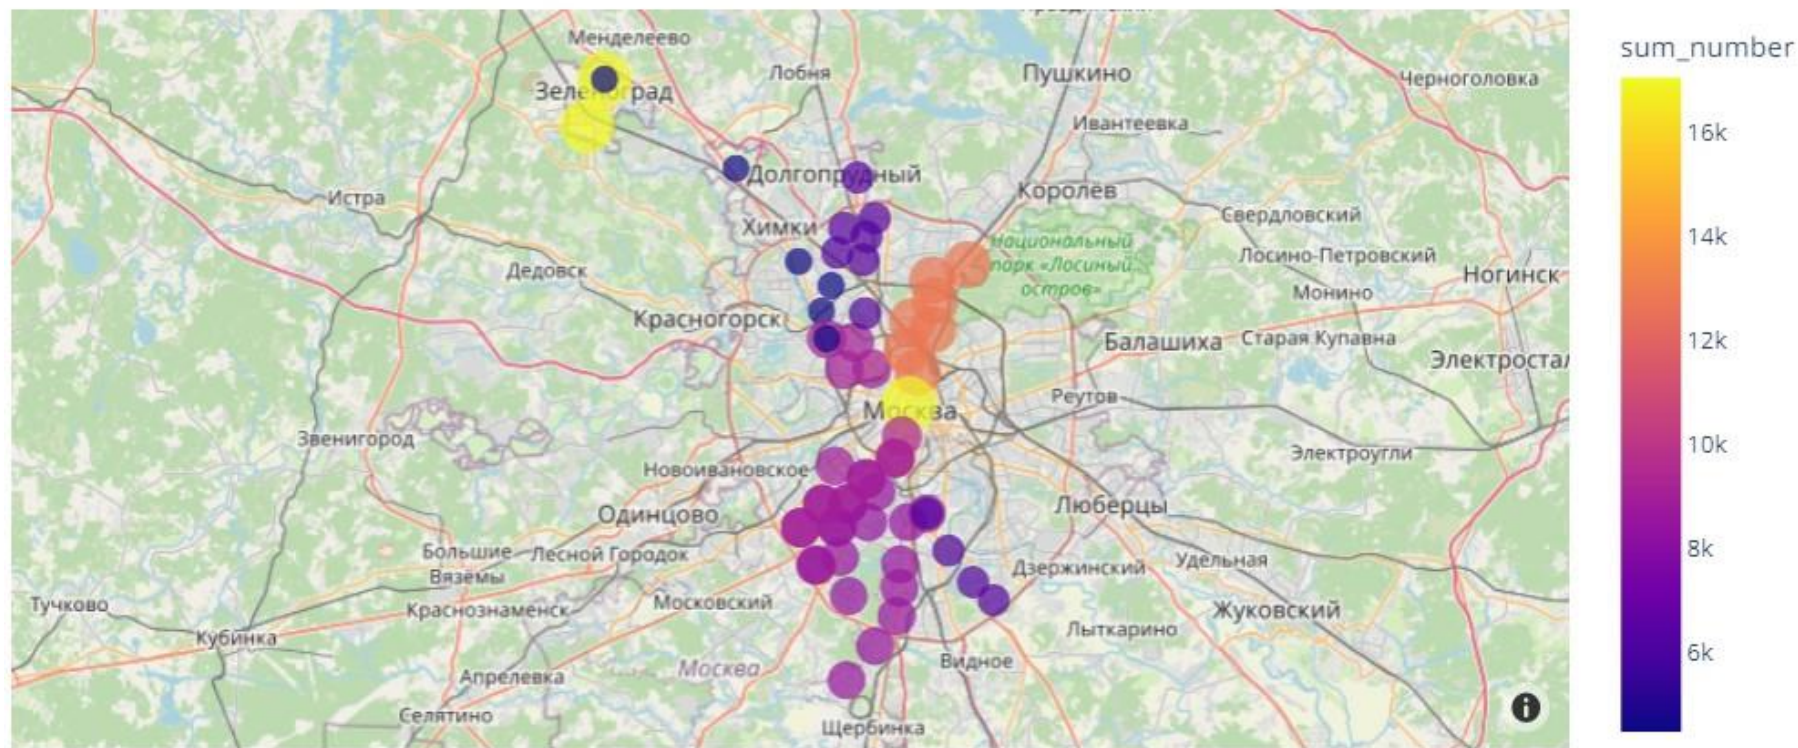 Менделеево
Лобня
Пушкино
Черноголовка
sum_number
Зеленоград
Ивантеевка
16k
Долгопрудный
Королёв
Истра
Свердловский
Химки
14k
Национальный
парк «Лосиный
остров»
Дедовск
Лосино-Петровский
Ногинск
Монино
Красногорск
Балашиха
Старая Купавна
12k
Электростал
Реутов
Москва
Звенигород
10k
Электроугли
Новоивановское
Одинцово
Люберцы
Большие
Вязёмы
Лесной Городок
8k
Удельная
Дзержинский
Тучково
Краснознаменск
Московский
Жуковский
Кубинка
Лыткарино
6k
Москва
Видное
Апрелевка
Селятино
Щербинка
i